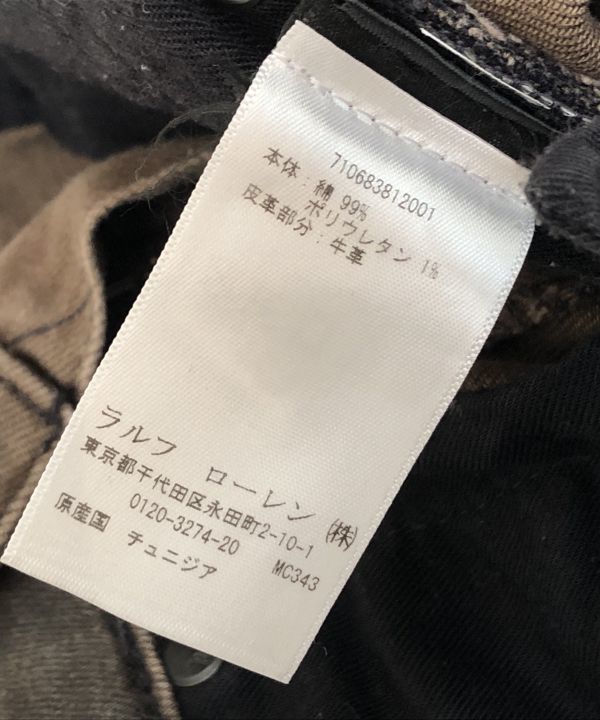 710683812001
本体：綿 99%
ポリウレタン 1%
皮革部分：牛革
ラルフ ローレン（株）
東京都千代田区永田町2-10-1
0120-3274-20
原産国 チュニジア MC343